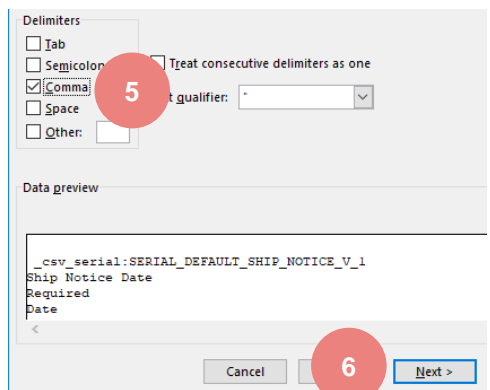 Delimiters
Tab
Semicolon
Treat consecutive delimiters as one
Comma
5
qualifier:
"
Space
Other:
Data preview
_csv_serial:SERIAL_DEFAULT_SHIP_NOTICE_V_1
Ship Notice Date
Required
Date
<
Cancel
6
Next >